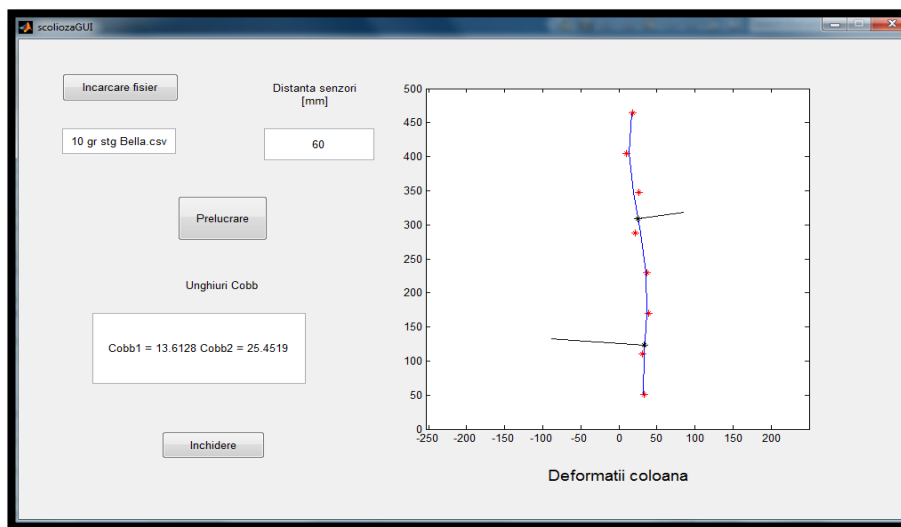 scoliozaGUI
Incarcare fisier
10 gr stg Bella.csv
Distanta senzori
[mm]
60
Prelucrare
Unghiuri Cobb
Cobb1 = 13.6128 Cobb2 = 25.4519
Inchidere
500
450
400
350
300
250
200
150
100
50
0
-250 -200 -150 -100 -50 0 50 100 150 200
Deformatii coloana